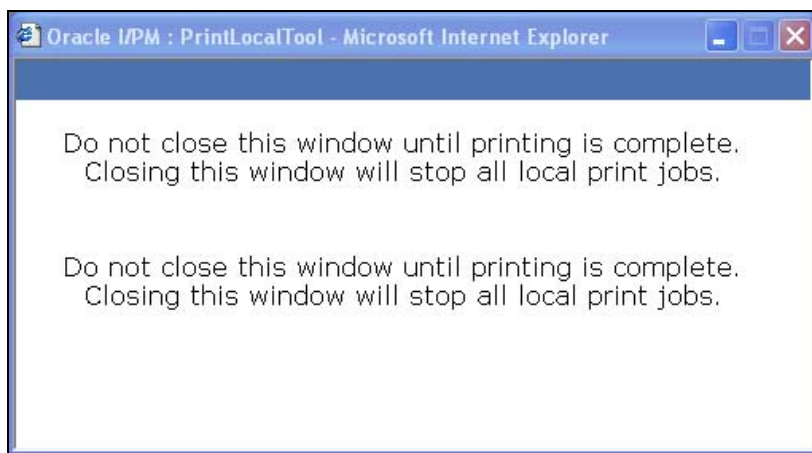 Oracle I/PM : PrintLocalTool - Microsoft Internet Explorer
Do not close this window until printing is complete.
Closing this window will stop all local print jobs.
Do not close this window until printing is complete.
Closing this window will stop all local print jobs.